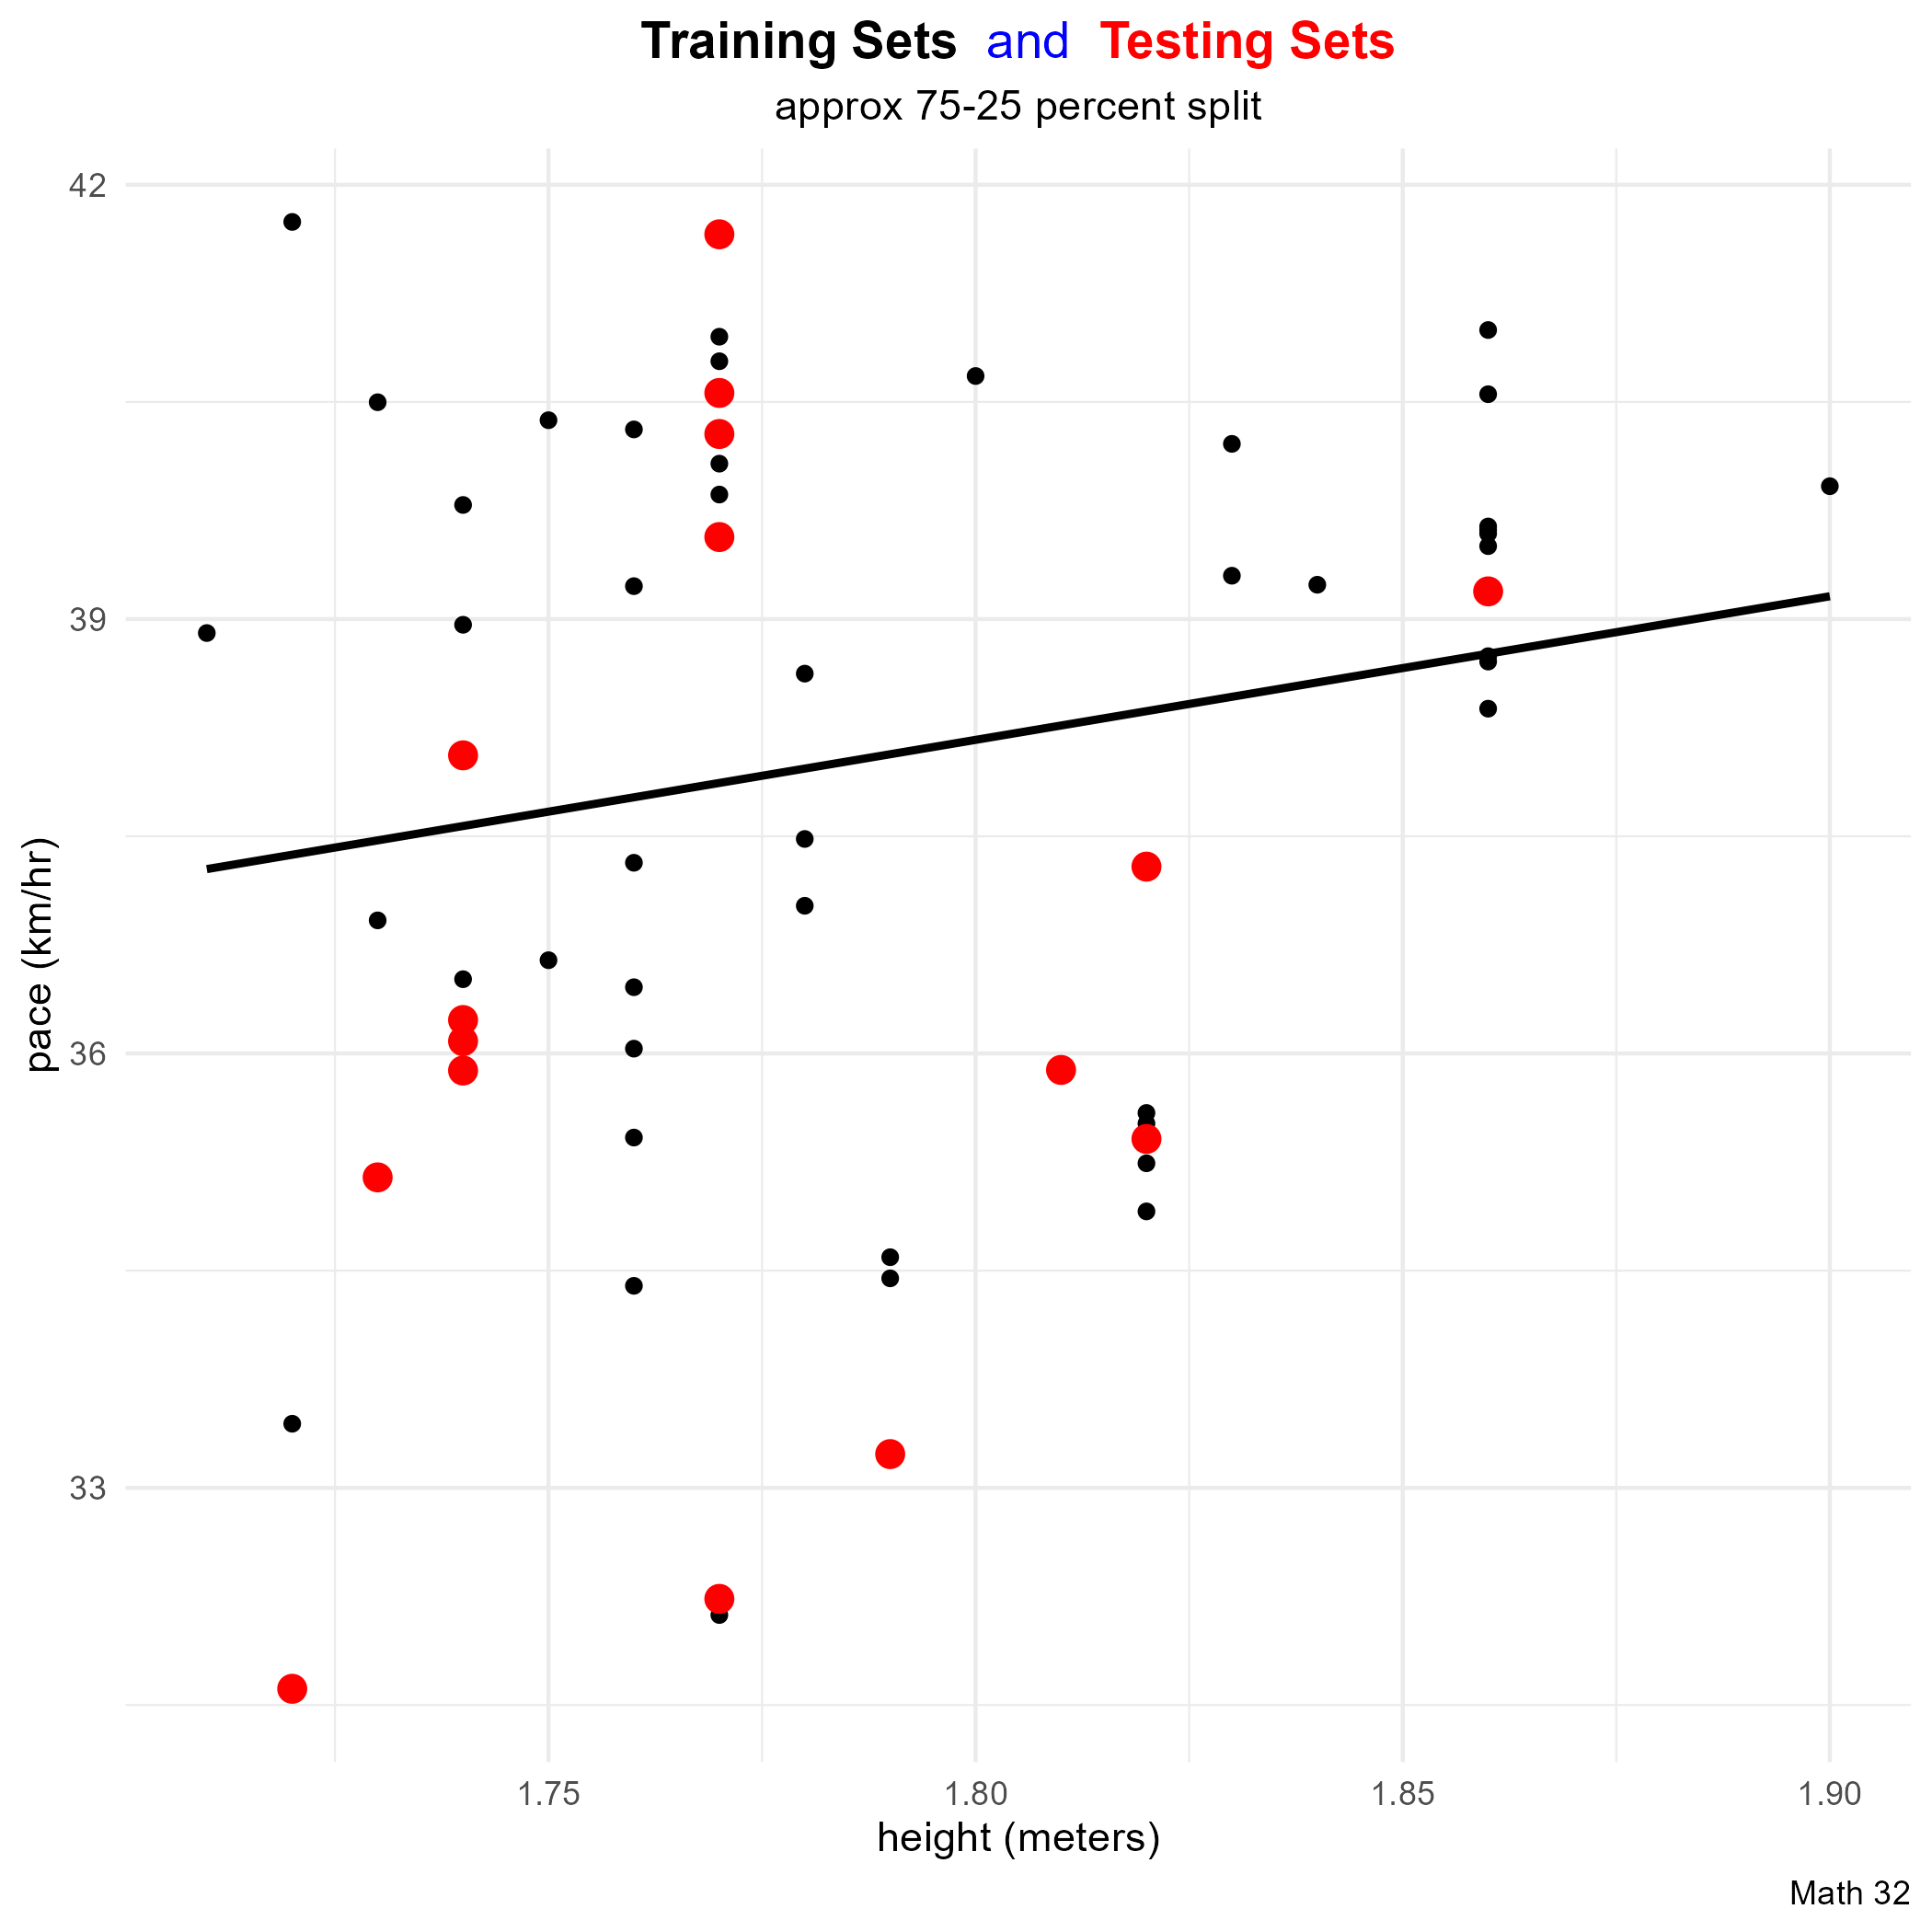 Training Sets and Testing Sets
approx 75-25 percent split
42
39
36
33
pace (km/hr)
1.75 1.80 1.85 1.90
height (meters)
Math 32